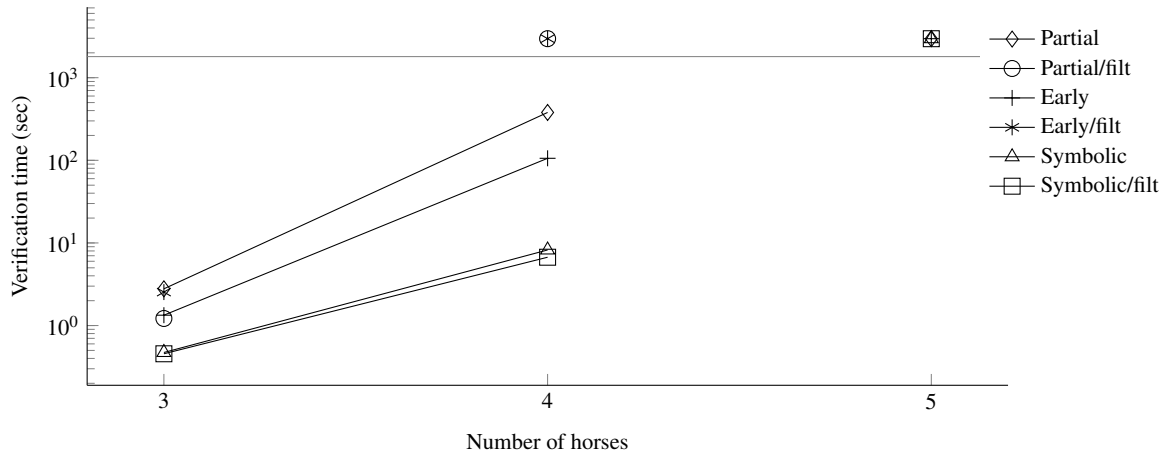 10^3
10^2
10^1
10^0
Verification time (sec)
3
4
5
Number of horses
Partial
Partial/filt
Early
Early/filt
Symbolic
Symbolic/filt